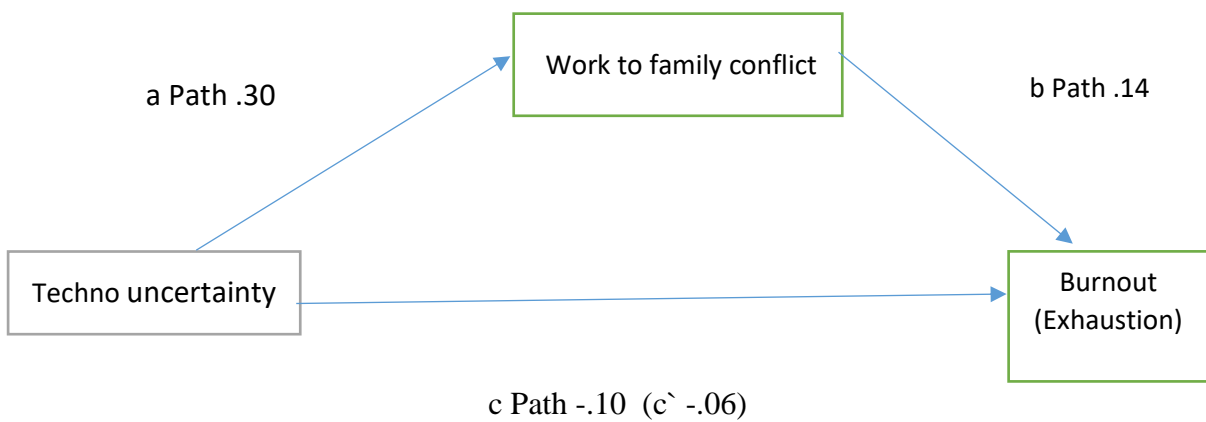 Work to family conflict
a Path .30
b Path .14
Techno uncertainty
Burnout
(Exhaustion)
c Path -.10  (c` -.06)